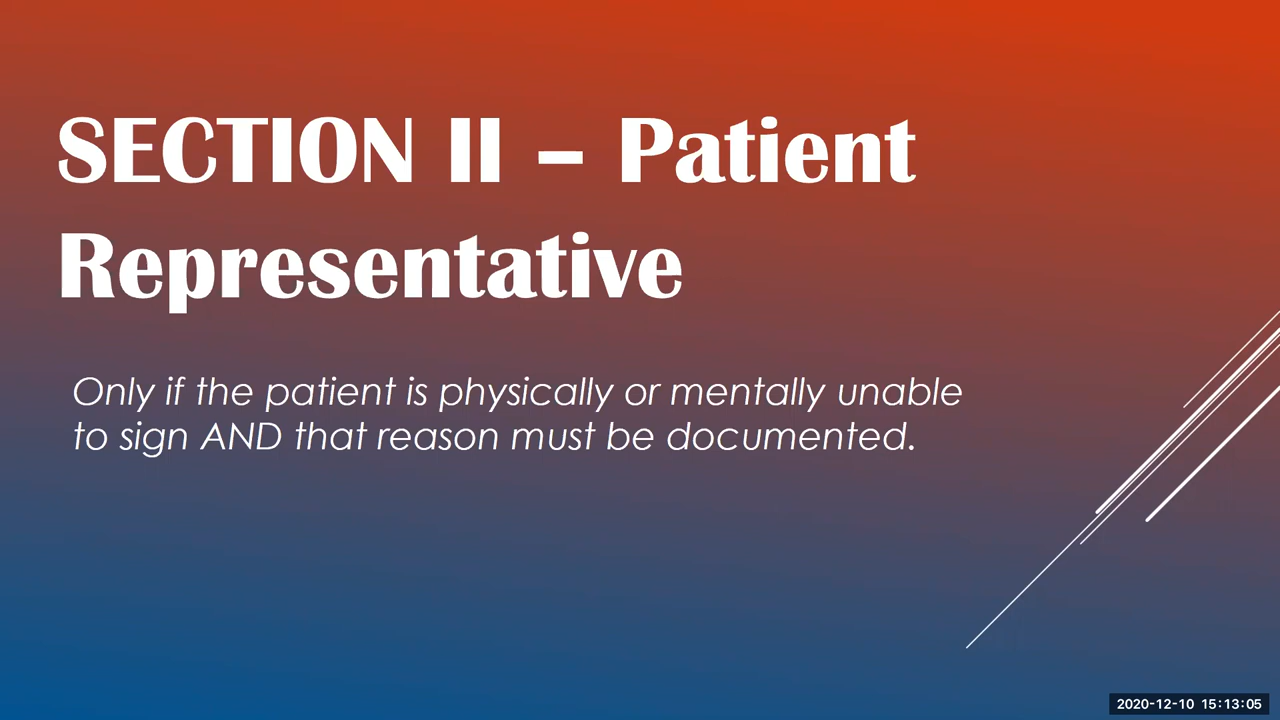 SECTION II – Patient
Representative
Only if the patient is physically or mentally unable
to sign AND that reason must be documented.
2020-12-10 15:13:05